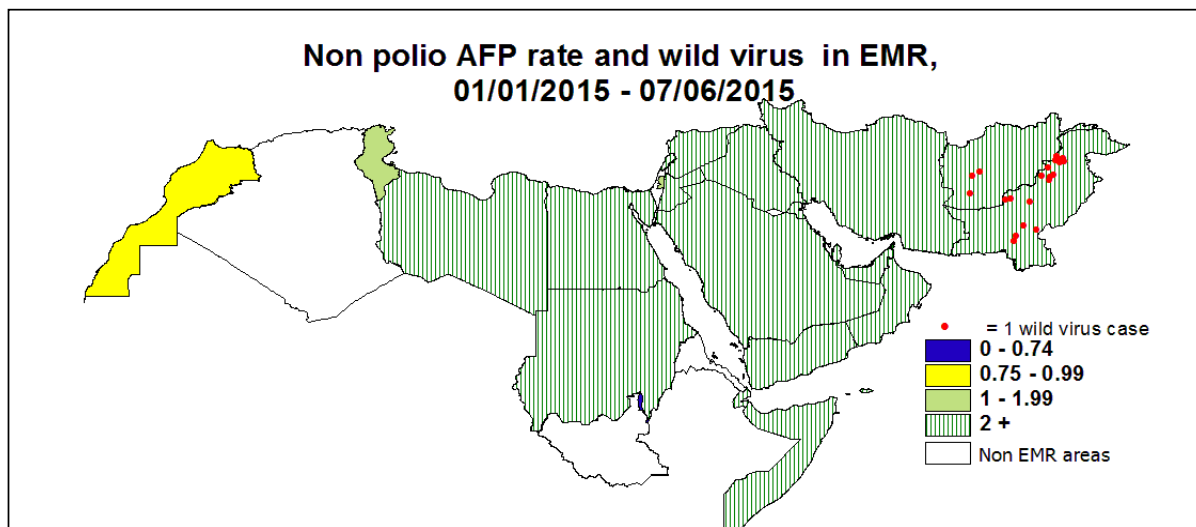 Non polio AFP rate and wild virus in EMR,
01/01/2015 - 07/06/2015
= 1 wild virus case
0 - 0.74
0.75 - 0.99
1 - 1.99
2 +
Non EMR areas